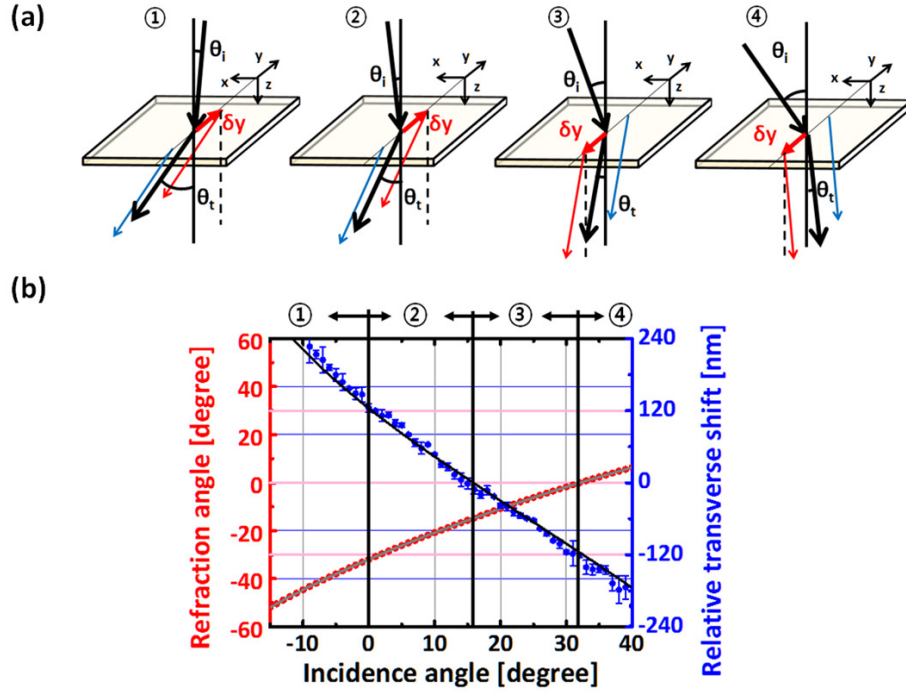 (a)
① ② ③ ④
θi θi θi θi
x y z x y z x y z x y z
δy δy δy δy
θt θt θt θt
(b)
① ② ③ ④
60 240
40
20 120
0 0
-20
-120
-40
-60 -240
-10 0 10 20 30 40
Refraction angle [degree]
Relative transverse shift [nm]
Incidence angle [degree]